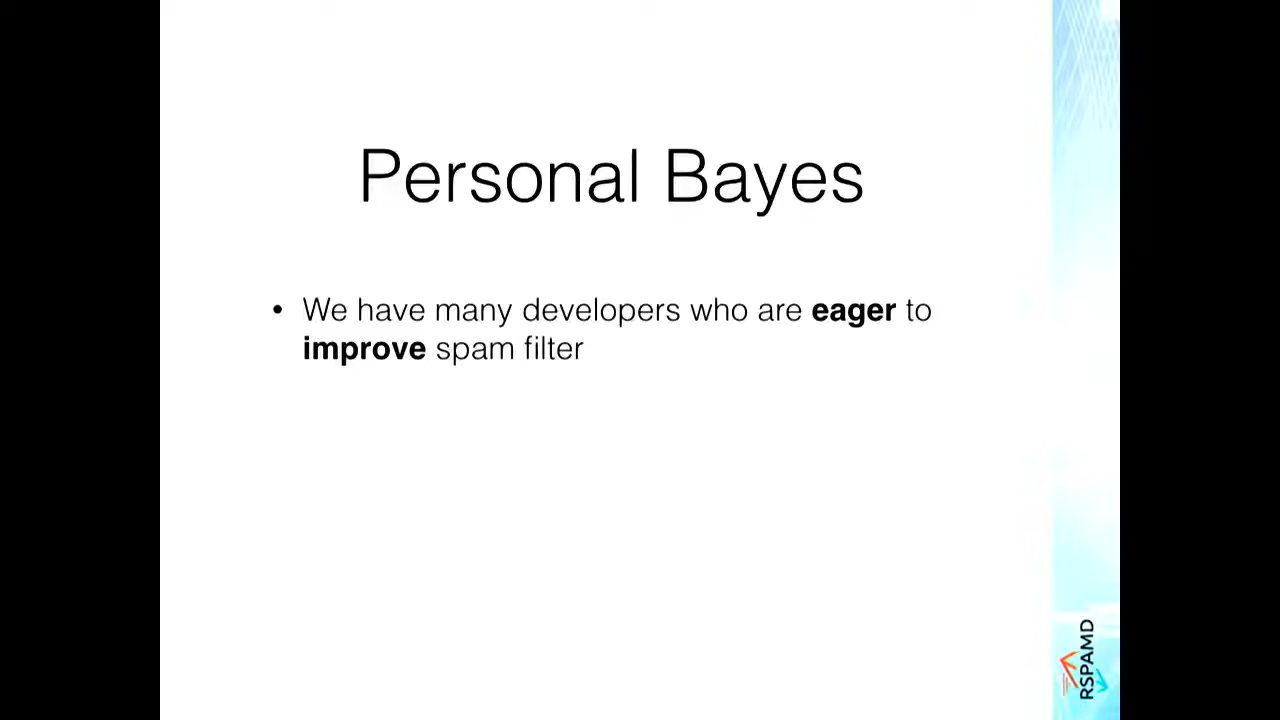 Personal Bayes
• We have many developers who are eager to
improve spam filter
RSPAMD